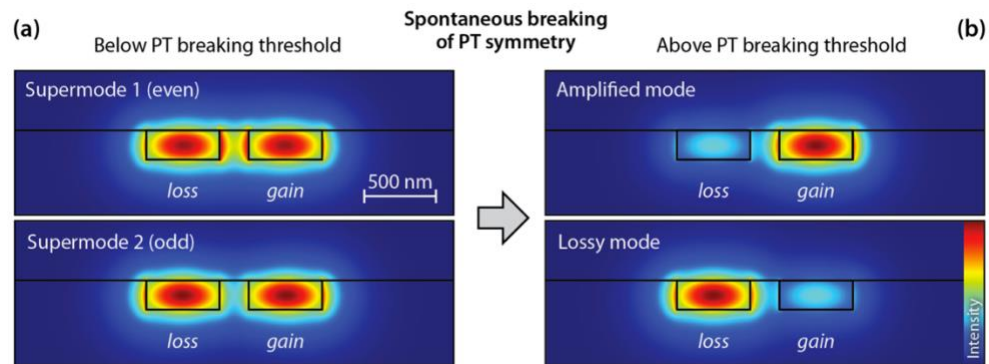 (a)
Below PT breaking threshold
Spontaneous breaking
of PT symmetry
Above PT breaking threshold
(b)
Supermode 1 (even)
loss
gain
500 nm
Supermode 2 (odd)
loss
gain
Amplified mode
loss
gain
Lossy mode
loss
gain
Intensity